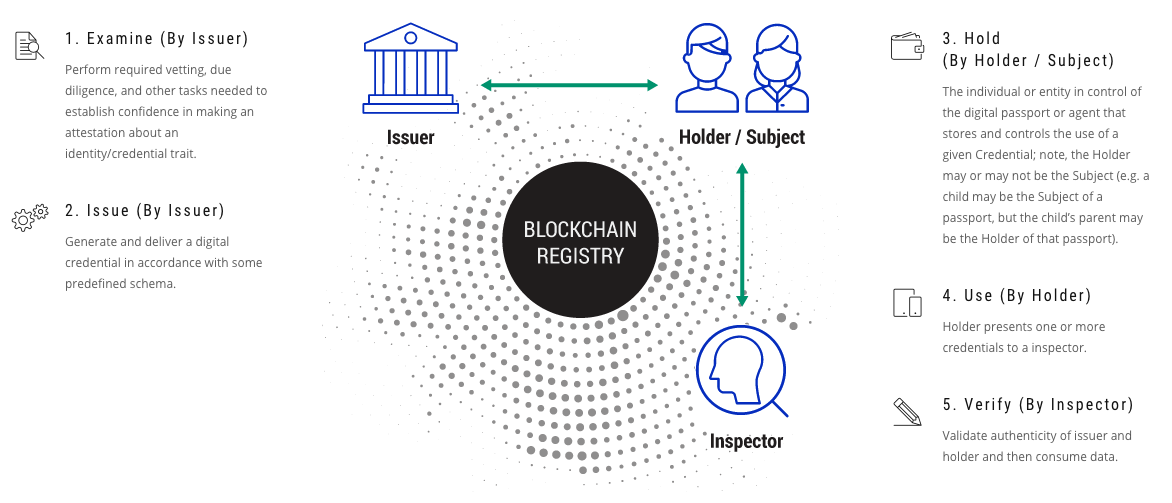 1. Examine (By Issuer)
Perform required vetting, due
diligence, and other tasks needed to
establish confidence in making an
attestation about an
identity/credential trait.
2. Issue (By Issuer)
Generate and deliver a digital
credential in accordance with some
predefined schema.
Issuer
Holder / Subject
BLOCKCHAIN
REGISTRY
Inspector
3. Hold
(By Holder / Subject)
The individual or entity in control of
the digital passport or agent that
stores and controls the use of a
given Credential; note, the Holder
may or may not be the Subject (e.g. a
child may be the Subject of a
passport, but the child’s parent may
be the Holder of that passport).
4. Use (By Holder)
Holder presents one or more
credentials to a inspector.
5. Verify (By Inspector)
Validate authenticity of issuer and
holder and then consume data.